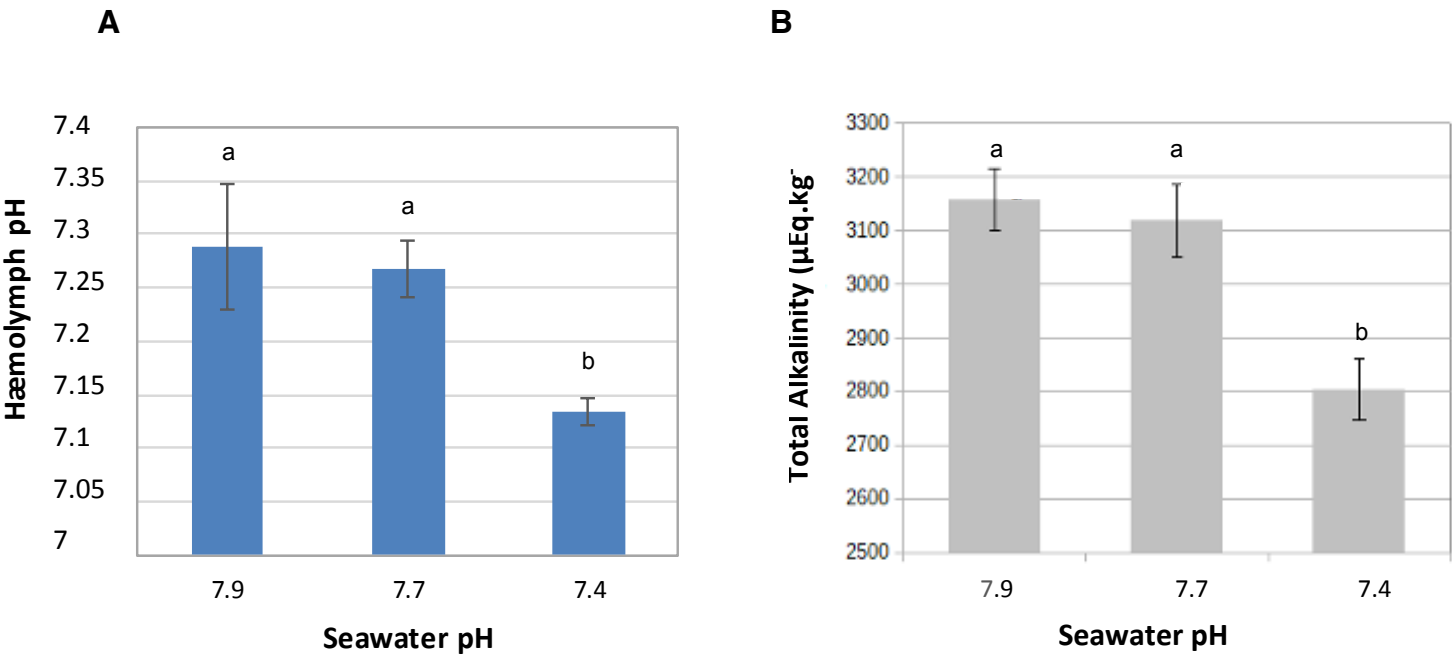 A
Hæmolymph pH
7.4
7.35
7.3
7.25
7.2
7.15
7.1
7.05
7
a
a
b
7.9 7.7 7.4
Seawater pH
B
Total Alkalinity (µEq.kg-
3300
3200
3100
3000
2900
2800
2700
2600
2500
a
a
b
7.9 7.7 7.4
Seawater pH